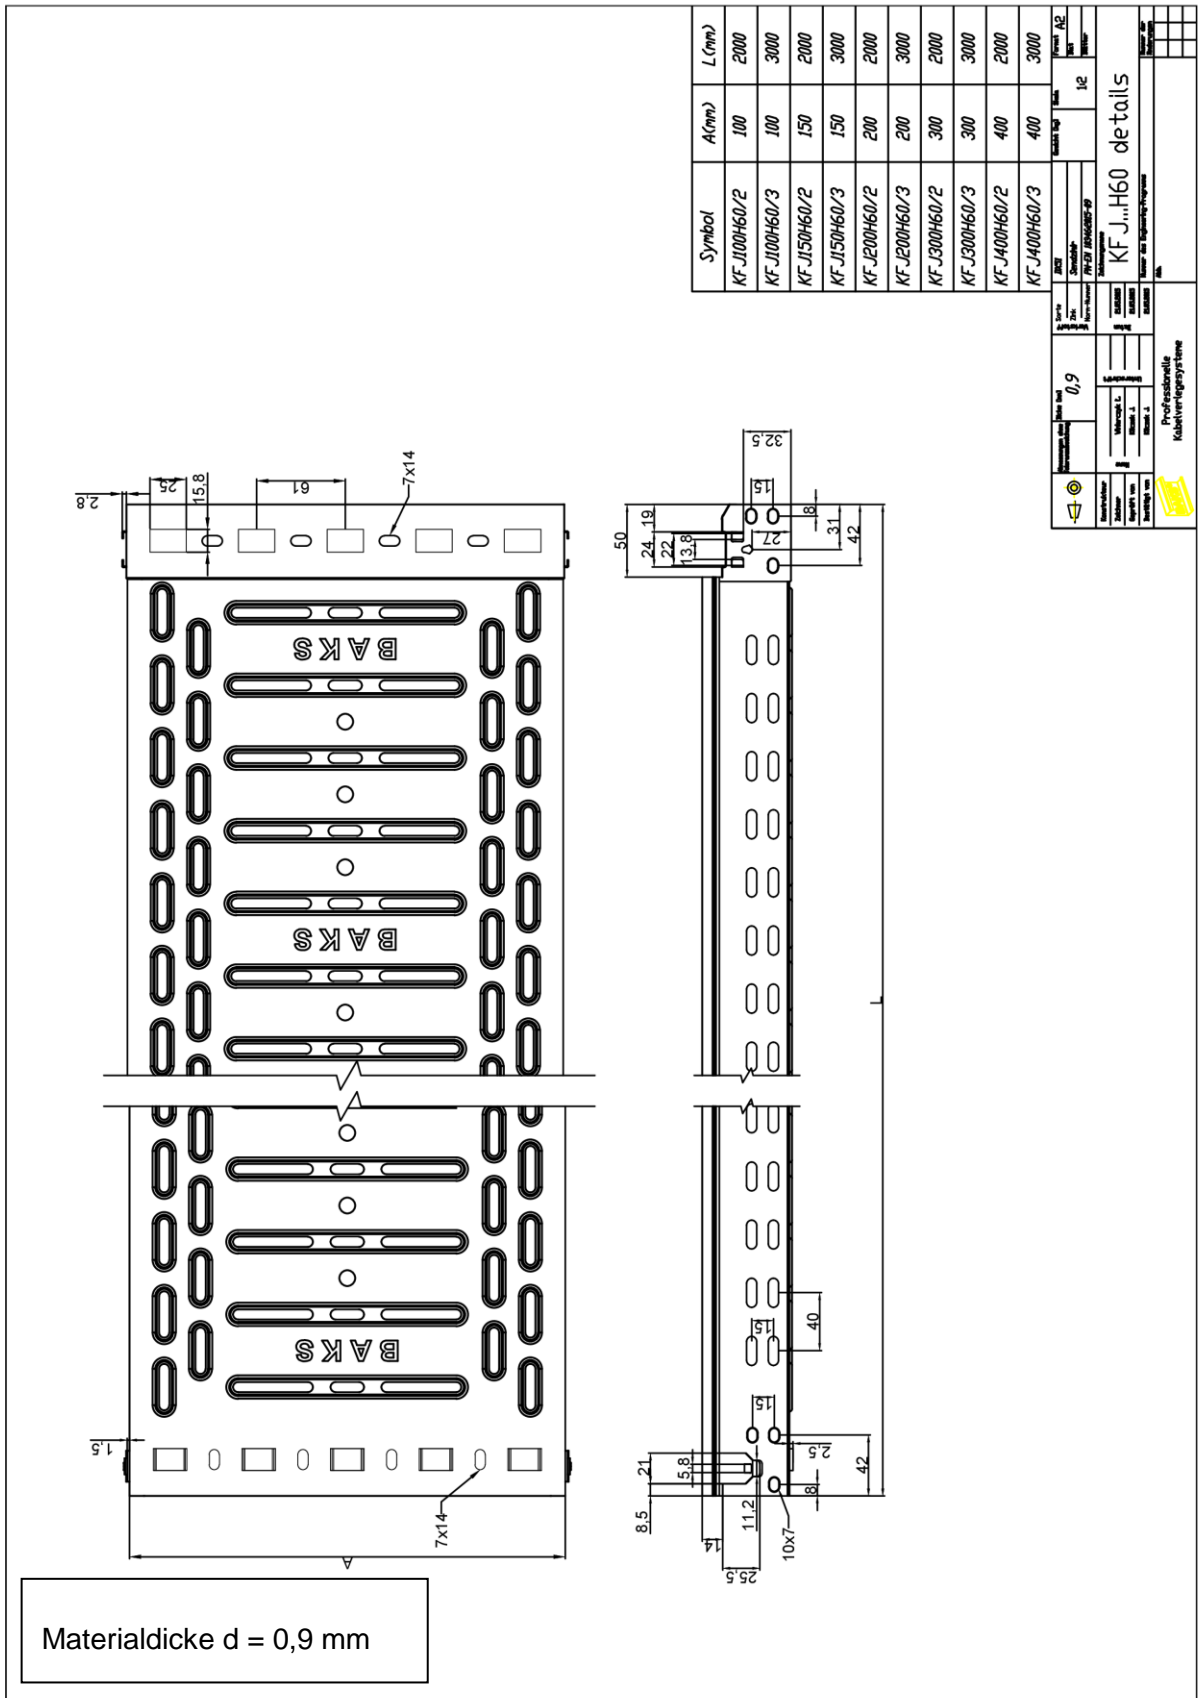 Symbol A(mm) L(mm)
KFJ100H60/2 100 2000
KFJ100H60/3 100 3000
KFJ150H60/2 150 2000
KFJ150H60/3 150 3000
KFJ200H60/2 200 2000
KFJ200H60/3 200 3000
KFJ300H60/2 300 2000
KFJ300H60/3 300 3000
KFJ400H60/2 400 2000
KFJ400H60/3 400 3000
Format A2
1:2
0,9
KFJ...H60 details
Professionelle
Kabelverlegesysteme
2,8
25
15,8
61
7x14
BAKS
BAKS
BAKS
1,5
7x14
A
32,5
15
8
31
42
27
50
19
24
22
13,8
L
40
15
15
2,5
42
8
21
5,8
8,5
11,2
14
25,5
10x7
Materialdicke d = 0,9 mm